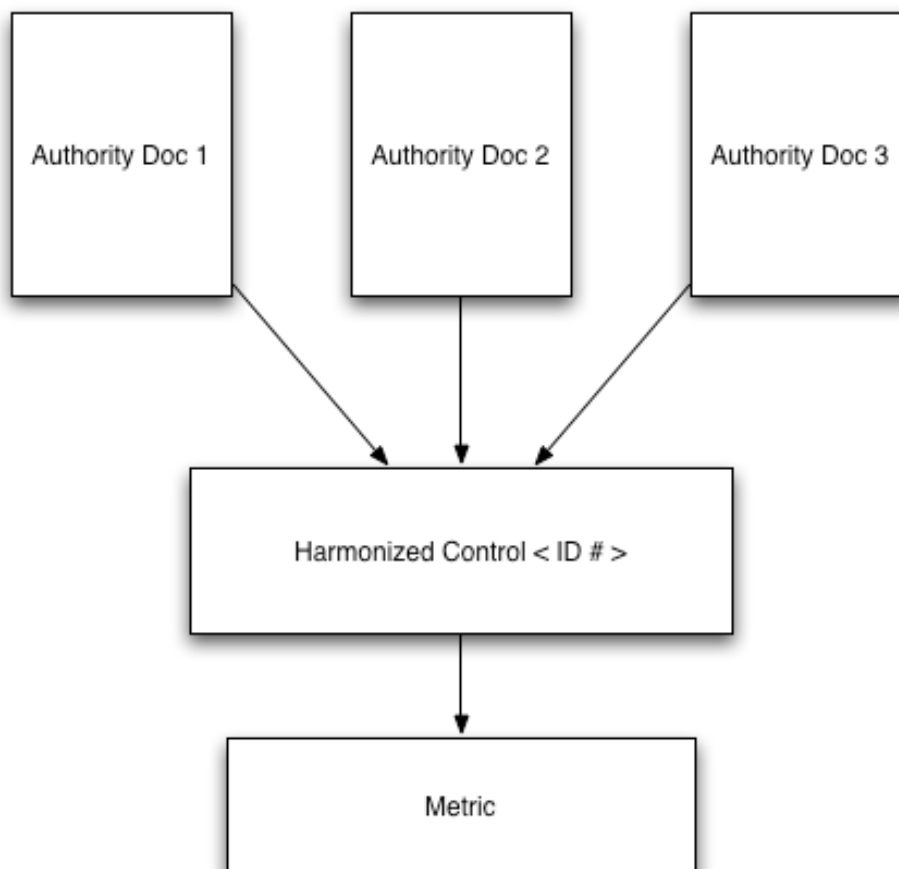 Authority Doc 1
Authority Doc 2
Authority Doc 3
Harmonized Control < ID # >
Metric